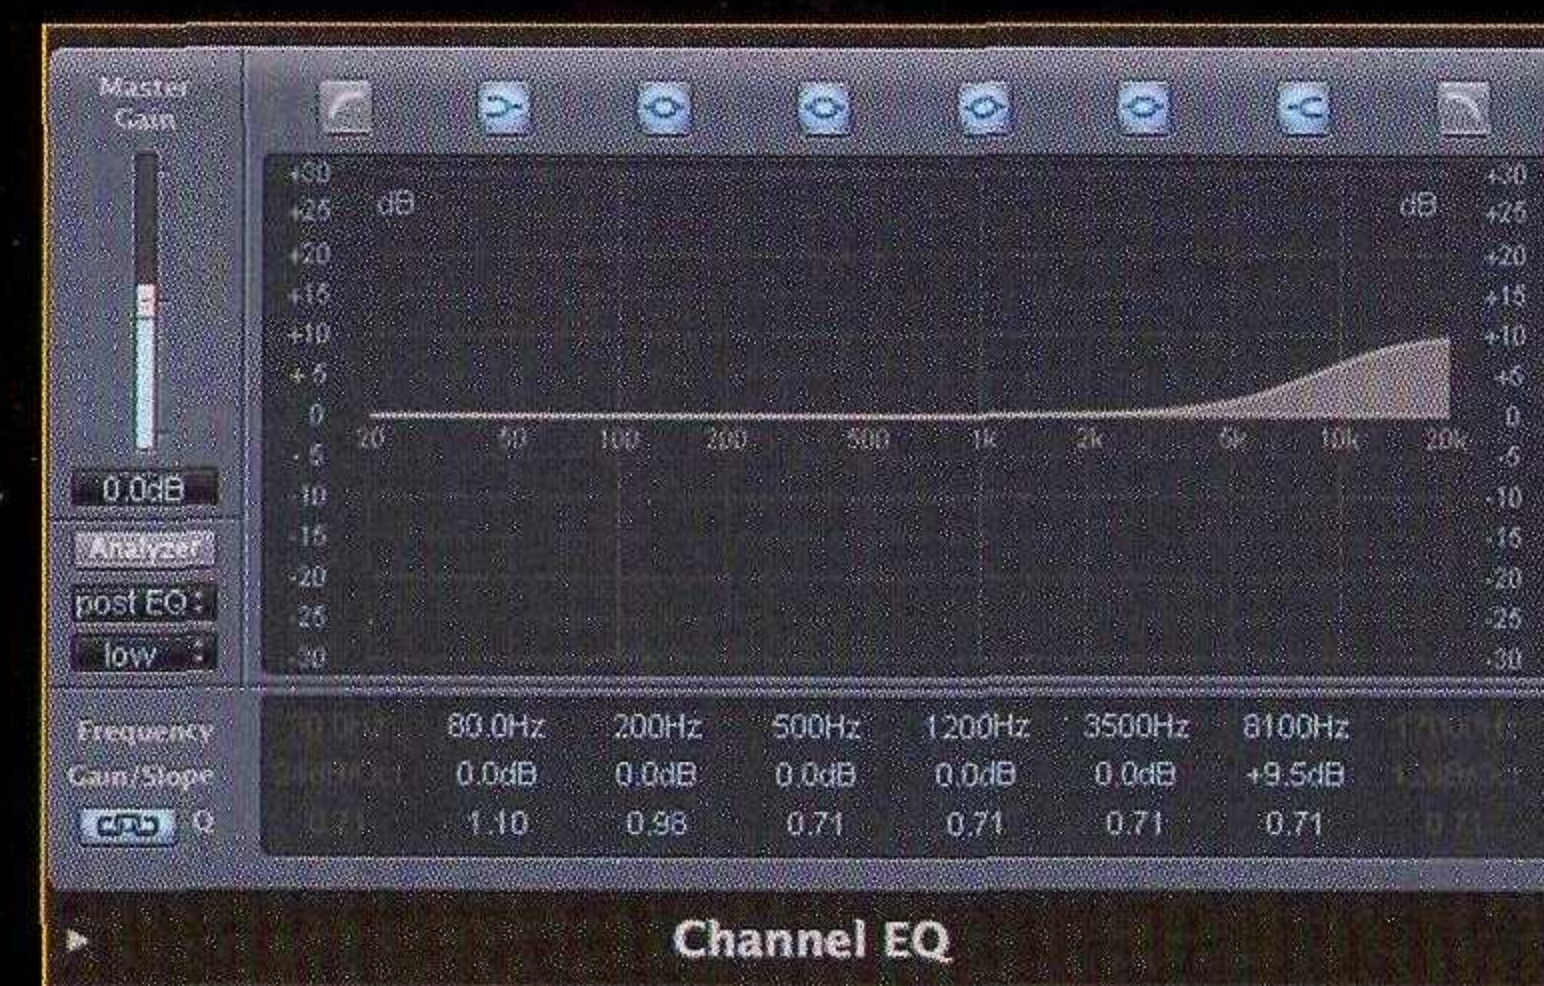 Master
Gain
+30
+25
+20
+15
+10
+5
0
-5
-10
-15
-20
-25
-30
dB
dB
+30
+25
+20
+15
+10
+5
0
-5
-10
-15
-20
-25
-30
20 50 100 200 500 1k 2k 5k 10k 20k
0.0dB
Analyzer
post EQ
low
Frequency 80.0Hz 200Hz 500Hz 1200Hz 3500Hz 8100Hz
Gain/Slope 0.0dB 0.0dB 0.0dB 0.0dB 0.0dB +9.5dB
Q 1.10 0.98 0.71 0.71 0.71 0.71
Channel EQ